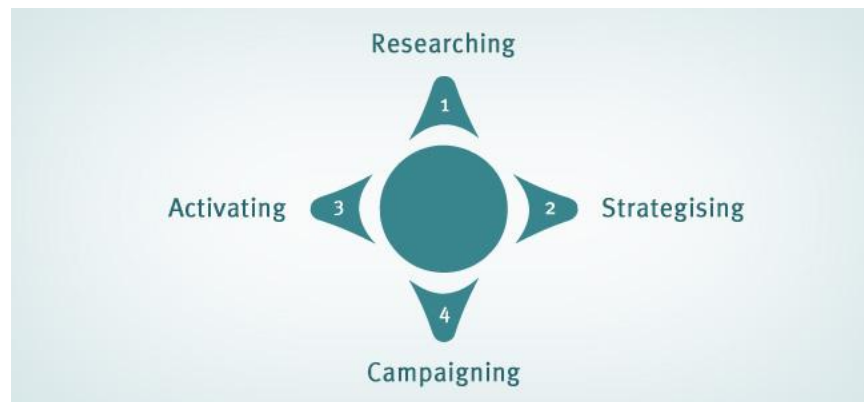 Researching
1
Activating 3 2 Strategising
4
Campaigning